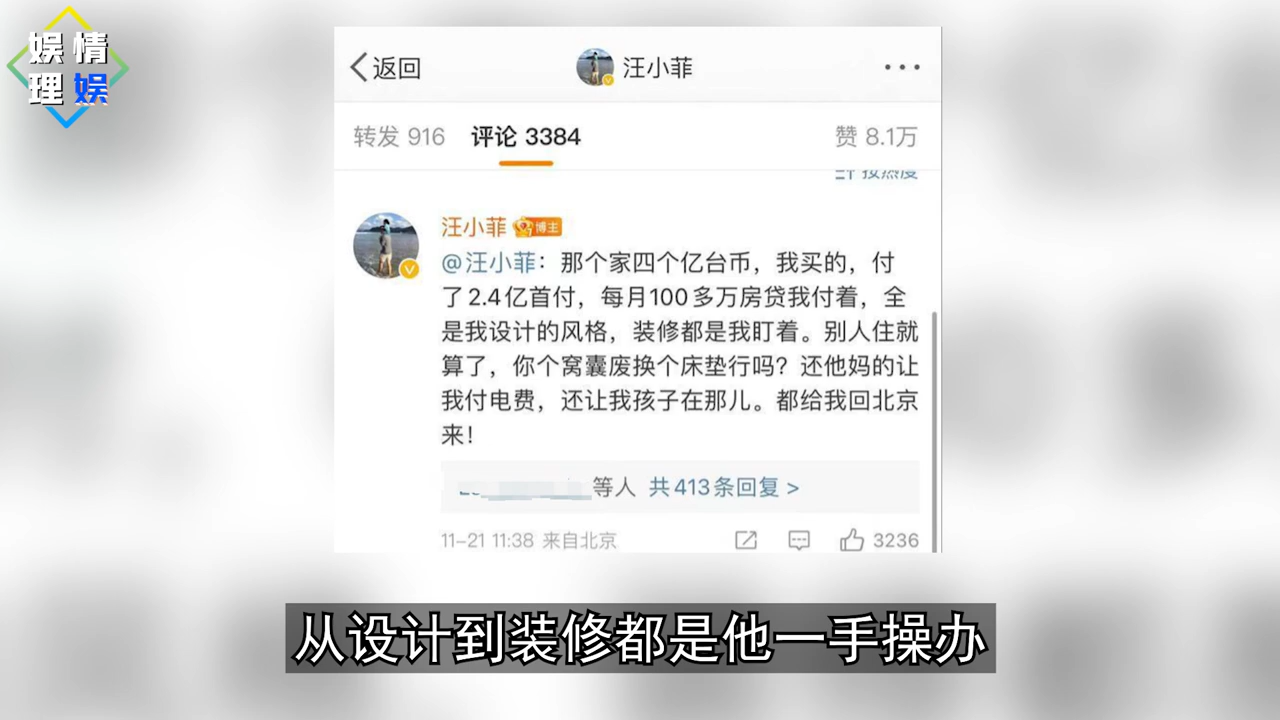 娱情
理娱
返回
汪小菲
转发 916 评论 3384 赞 8.1万
按热度
汪小菲 博主
@汪小菲：那个家四个亿台币，我买的，付
了2.4亿首付，每月100多万房贷我付着，全
是我设计的风格，装修都是我盯着。别人住就
算了，你个窝囊废换个床垫行吗？还他妈的让
我付电费，还让我孩子在那儿。都给我回北京
来！
等人 共413条回复 >
11-21 11:38 来自北京 3236
从设计到装修都是他一手操办